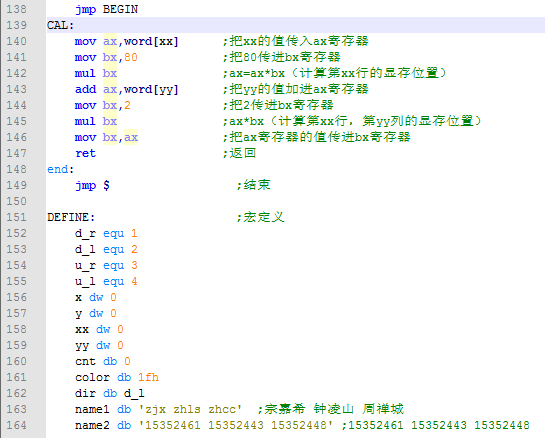 138 jmp BEGIN
139 CAL:
140 mov ax,word[xx] ;把xx的值传入ax寄存器
141 mov bx,80 ;把80传进bx寄存器
142 mul bx ;ax=ax*bx（计算第xx行的显存位置）
143 add ax,word[yy] ;把yy的值加进ax寄存器
144 mov bx,2 ;把2传进bx寄存器
145 mul bx ;ax*bx（计算第xx行，第yy列的显存位置）
146 mov bx,ax ;把ax寄存器的值传进bx寄存器
147 ret ;返回
148 end:
149 jmp $ ;结束
150
151 DEFINE: ;宏定义
152 d_r equ 1
153 d_l equ 2
154 u_r equ 3
155 u_l equ 4
156 x dw 0
157 y dw 0
158 xx dw 0
159 yy dw 0
160 cnt db 0
161 color db 1fh
162 dir db d_l
163 name1 db 'zjx zhls zhcc' ;宗嘉希 钟凌山 周禅城
164 name2 db '15352461 15352443 15352448' ;15352461 15352443 15352448